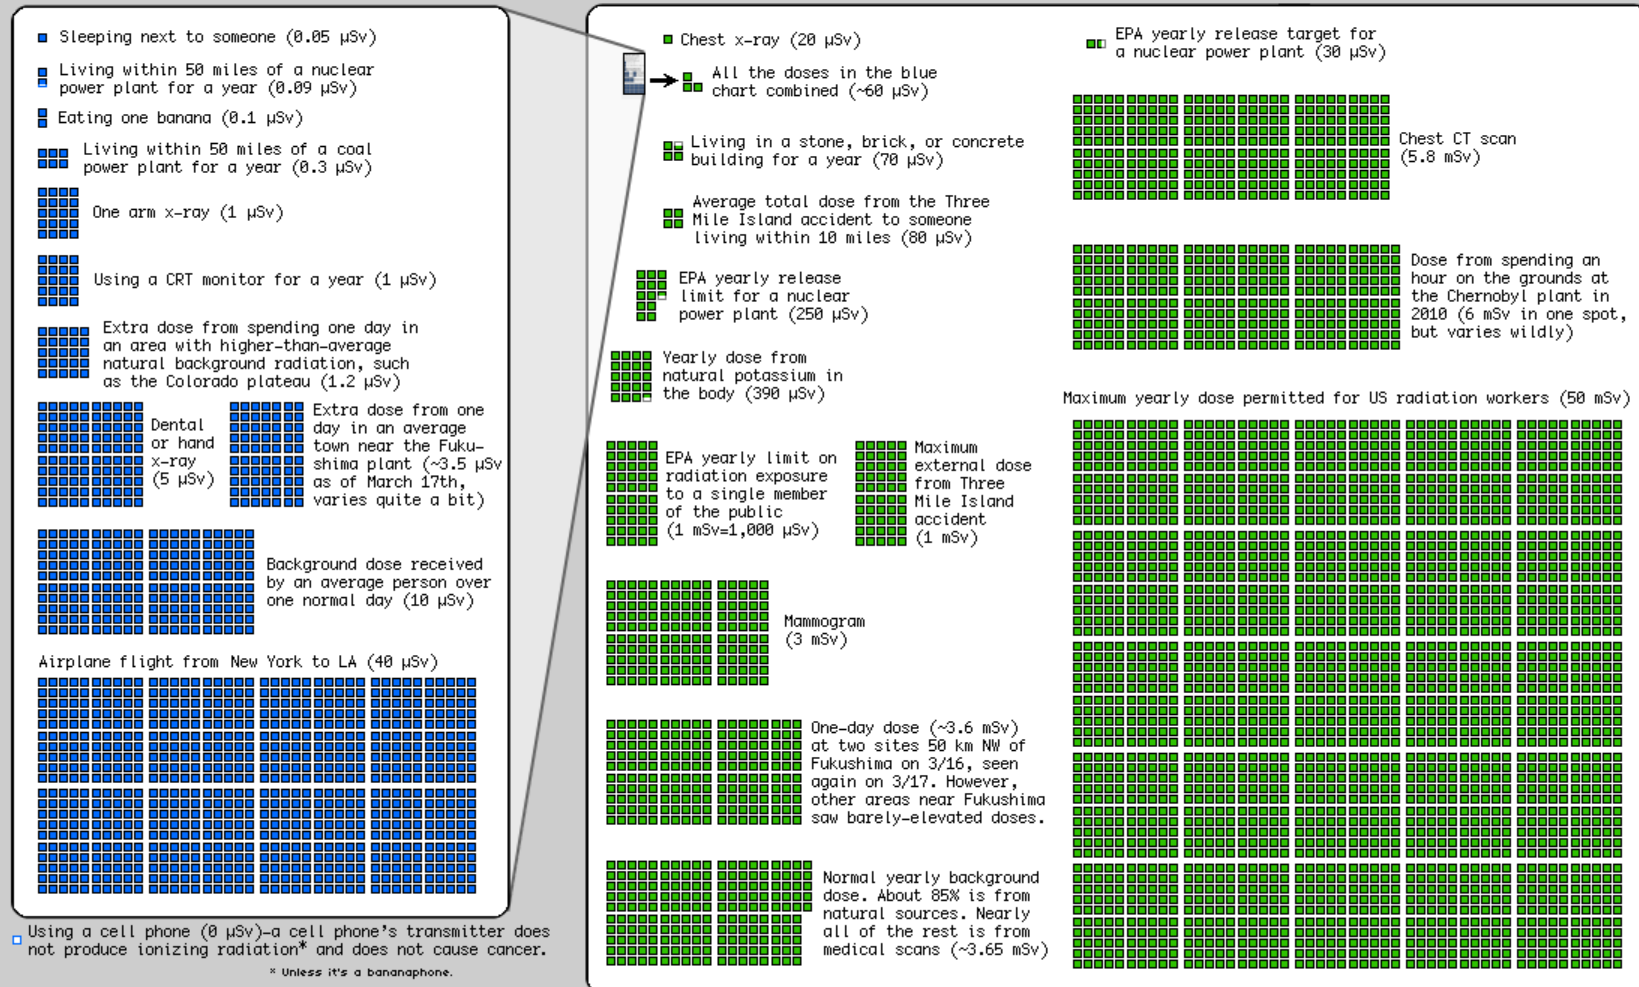 Sleeping next to someone (0.05 µSv)
Living within 50 miles of a nuclear
power plant for a year (0.09 µSv)
Eating one banana (0.1 µSv)
Living within 50 miles of a coal
power plant for a year (0.3 µSv)
One arm x-ray (1 µSv)
Using a CRT monitor for a year (1 µSv)
Extra dose from spending one day in
an area with higher-than-average
natural background radiation, such
as the Colorado plateau (1.2 µSv)
Dental
or hand
x-ray
(5 µSv)
Extra dose from one
day in an average
town near the Fuku-
shima plant (~3.5 µSv
as of March 17th,
varies quite a bit)
Background dose received
by an average person over
one normal day (10 µSv)
Airplane flight from New York to LA (40 µSv)
Using a cell phone (0 µSv)-a cell phone's transmitter does
not produce ionizing radiation* and does not cause cancer.
* Unless it's a bananaphone.
Chest x-ray (20 µSv)
All the doses in the blue
chart combined (~60 µSv)
Living in a stone, brick, or concrete
building for a year (70 µSv)
Average total dose from the Three
Mile Island accident to someone
living within 10 miles (80 µSv)
EPA yearly release
limit for a nuclear
power plant (250 µSv)
Yearly dose from
natural potassium in
the body (390 µSv)
EPA yearly limit on
radiation exposure
to a single member
of the public
(1 mSv=1,000 µSv)
Maximum
external dose
from Three
Mile Island
accident
(1 mSv)
Mammogram
(3 mSv)
One-day dose (~3.6 mSv)
at two sites 50 km NW of
Fukushima on 3/16, seen
again on 3/17. However,
other areas near Fukushima
saw barely-elevated doses.
Normal yearly background
dose. About 85% is from
natural sources. Nearly
all of the rest is from
medical scans (~3.65 mSv)
EPA yearly release target for
a nuclear power plant (30 µSv)
Chest CT scan
(5.8 mSv)
Dose from spending an
hour on the grounds at
the Chernobyl plant in
2010 (6 mSv in one spot,
but varies wildly)
Maximum yearly dose permitted for US radiation workers (50 mSv)